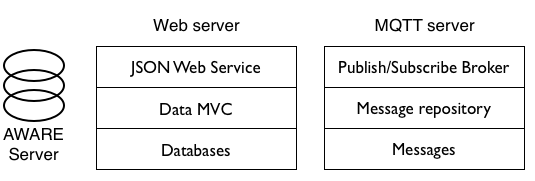 Web server
MQTT server
JSON Web Service
Publish/Subscribe Broker
Data MVC
Message repository
AWARE
Server
Databases
Messages